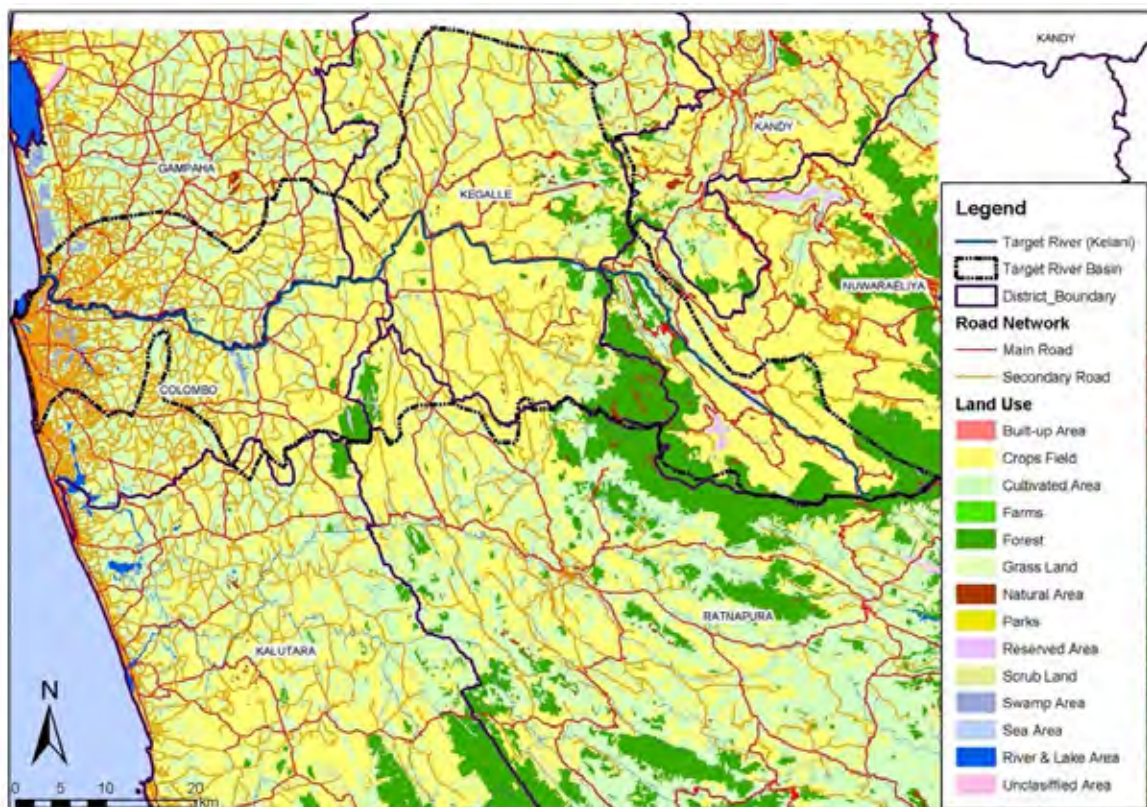 KANDY
GAMPAHA
KANDY
KEGALLE
NUWARAELIYA
COLOMBO
RATNAPURA
KALUTARA
N
0 5 10 20
km
Legend
Target River (Kelani)
Target River Basin
District_Boundary
Road Network
Main Road
Secondary Road
Land Use
Built-up Area
Crops Field
Cultivated Area
Farms
Forest
Grass Land
Natural Area
Parks
Reserved Area
Scrub Land
Swamp Area
Sea Area
River & Lake Area
Unclasiffied Area